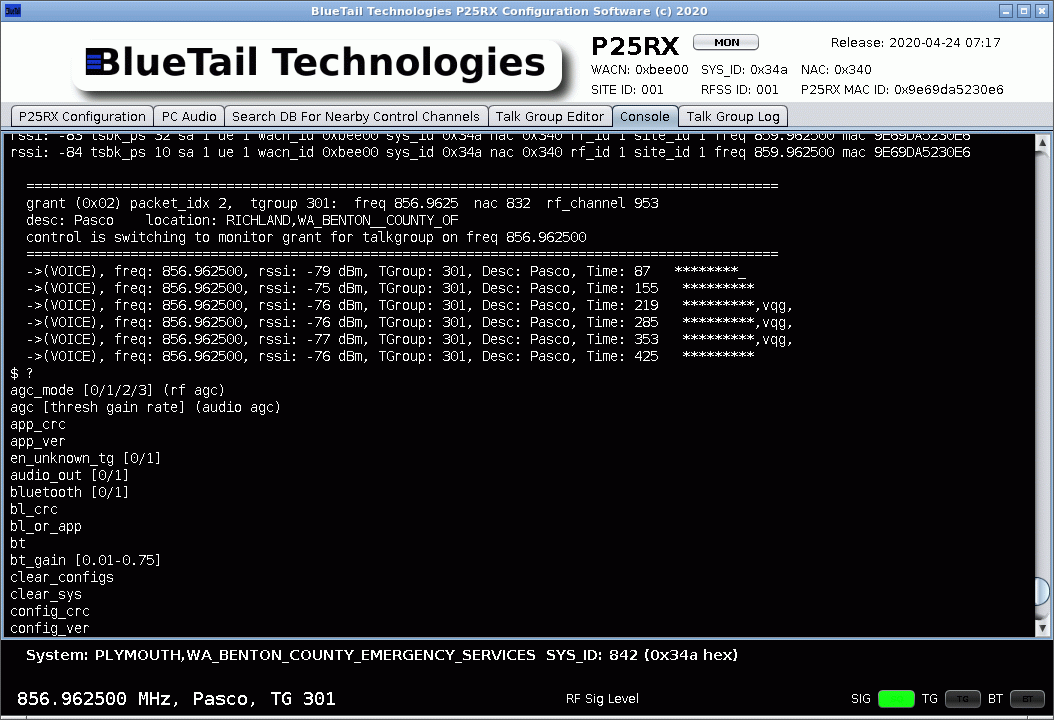 BlueTail Technologies P25RX Configuration Software (c) 2020
BlueTail Technologies
P25RX MON Release: 2020-04-24 07:17
WACN: 0xbee00 SYS_ID: 0x34a NAC: 0x340
SITE ID: 001 RFSS ID: 001 P25RX MAC ID: 0x9e69da5230e6
P25RX Configuration PC Audio Search DB For Nearby Control Channels Talk Group Editor Console Talk Group Log
rssi: -83 tsbk_ps 32 sa 1 ue 1 wacn_id 0xbee00 sys_id 0x34a nac 0x340 rf_id 1 site_id 1 freq 859.962500 mac 9E69DA5230E6
rssi: -84 tsbk_ps 10 sa 1 ue 1 wacn_id 0xbee00 sys_id 0x34a nac 0x340 rf_id 1 site_id 1 freq 859.962500 mac 9E69DA5230E6
==============================================================================================
grant (0x02) packet_idx 2,  tgroup 301:  freq 856.9625  nac 832  rf_channel 953
desc: Pasco    location: RICHLAND,WA_BENTON__COUNTY_OF
control is switching to monitor grant for talkgroup on freq 856.962500
==============================================================================================
->(VOICE), freq: 856.962500, rssi: -79 dBm, TGroup: 301, Desc: Pasco, Time: 87   ********_
->(VOICE), freq: 856.962500, rssi: -75 dBm, TGroup: 301, Desc: Pasco, Time: 155   *********
->(VOICE), freq: 856.962500, rssi: -76 dBm, TGroup: 301, Desc: Pasco, Time: 219   *********,vqg,
->(VOICE), freq: 856.962500, rssi: -76 dBm, TGroup: 301, Desc: Pasco, Time: 285   *********,vqg,
->(VOICE), freq: 856.962500, rssi: -77 dBm, TGroup: 301, Desc: Pasco, Time: 353   *********,vqg,
->(VOICE), freq: 856.962500, rssi: -76 dBm, TGroup: 301, Desc: Pasco, Time: 425   *********
$ ?
agc_mode [0/1/2/3] (rf agc)
agc [thresh gain rate] (audio agc)
app_crc
app_ver
en_unknown_tg [0/1]
audio_out [0/1]
bluetooth [0/1]
bl_crc
bl_or_app
bt
bt_gain [0.01-0.75]
clear_configs
clear_sys
config_crc
config_ver
System: PLYMOUTH,WA_BENTON_COUNTY_EMERGENCY_SERVICES  SYS_ID: 842 (0x34a hex)
856.962500 MHz, Pasco, TG 301 RF Sig Level SIG TG TG BT BT